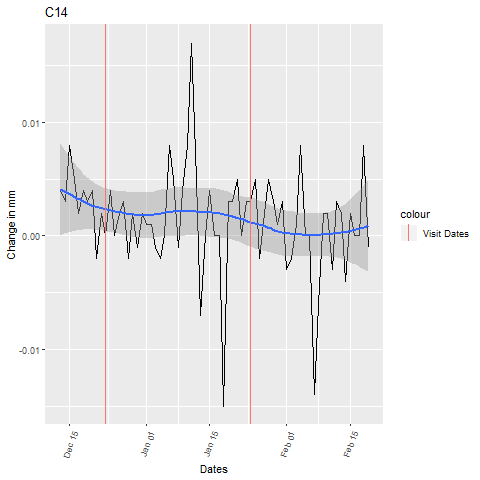 C14
Change in mm
0.01
0.00
-0.01
Dec 15
Jan 01
Jan 15
Feb 01
Feb 15
Dates
colour
Visit Dates